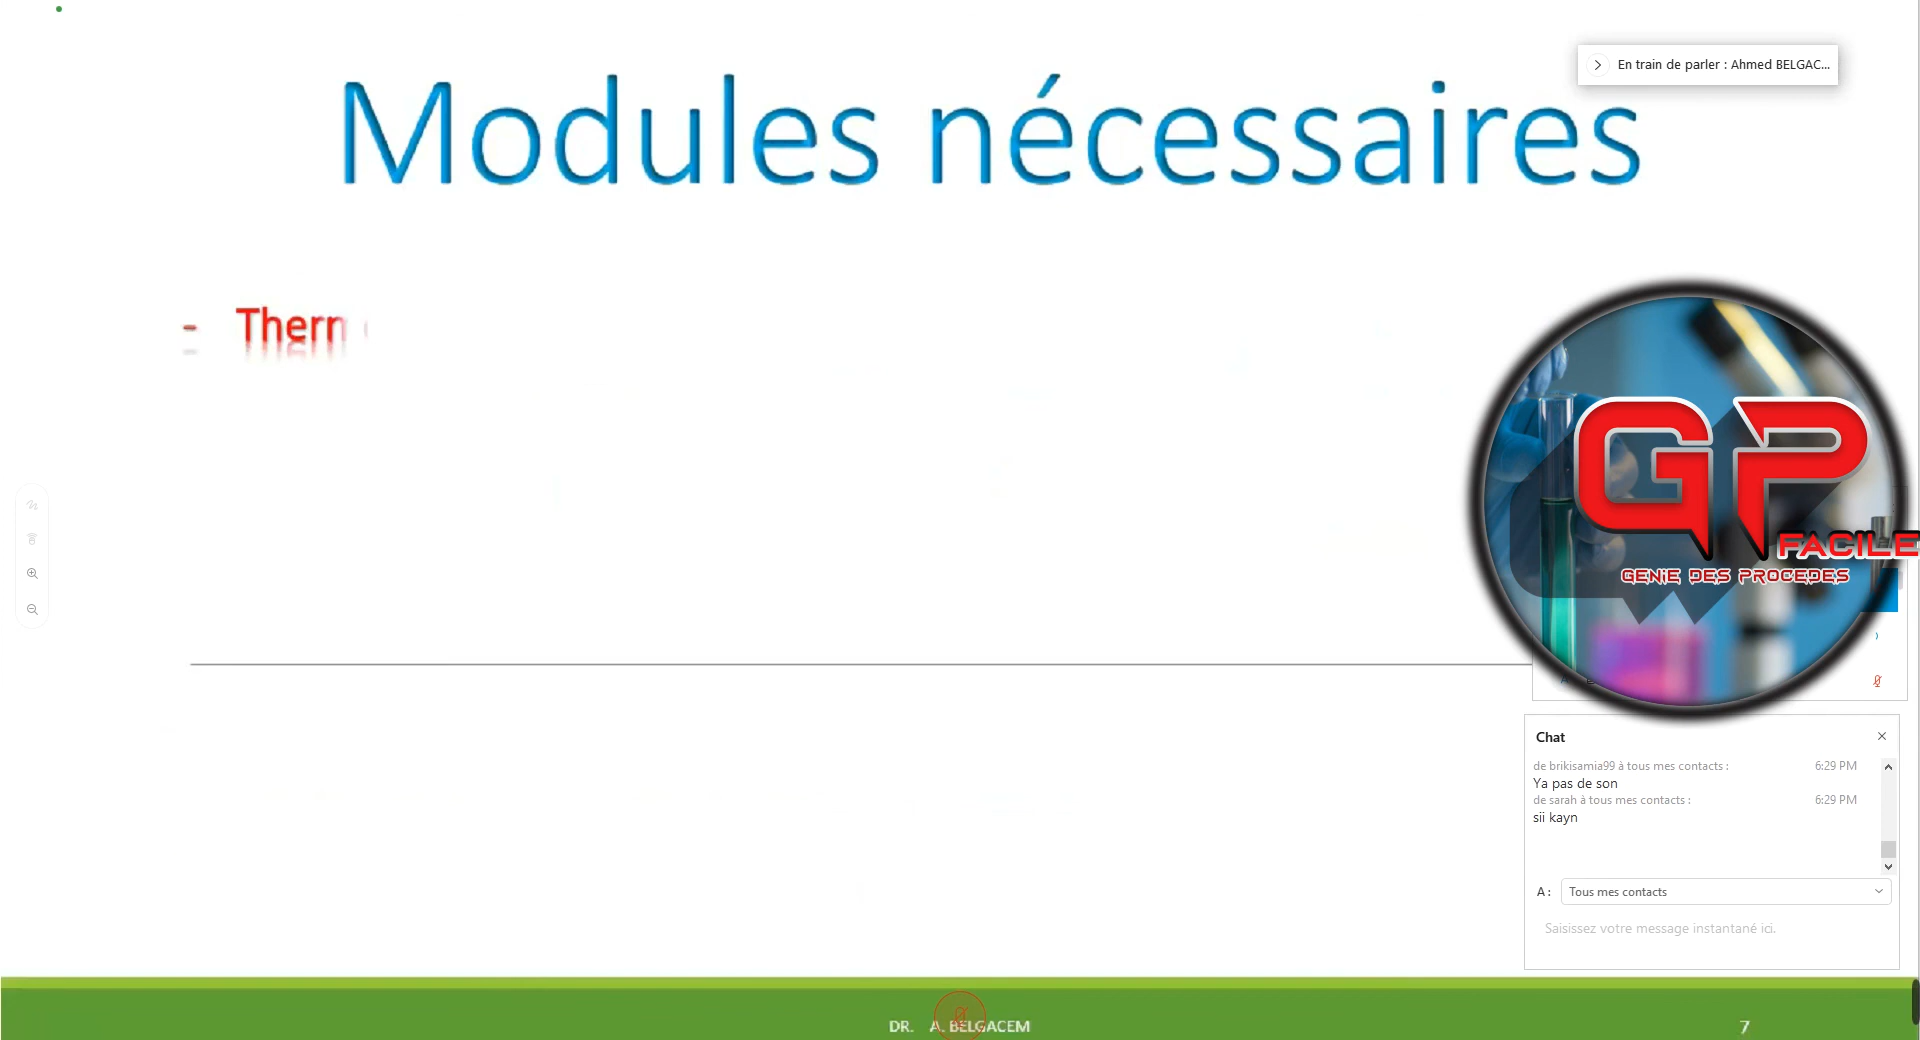 En train de parler : Ahmed BELGAC...
Modules nécessaires
- Therm
GP
FACILE
GENIE DES PROCEDES
Chat
de brikisamia99 à tous mes contacts : 6:29 PM
Ya pas de son
de sarah à tous mes contacts : 6:29 PM
sii kayn
A : Tous mes contacts
Saisissez votre message instantané ici.
DR. A. BELGACEM
7